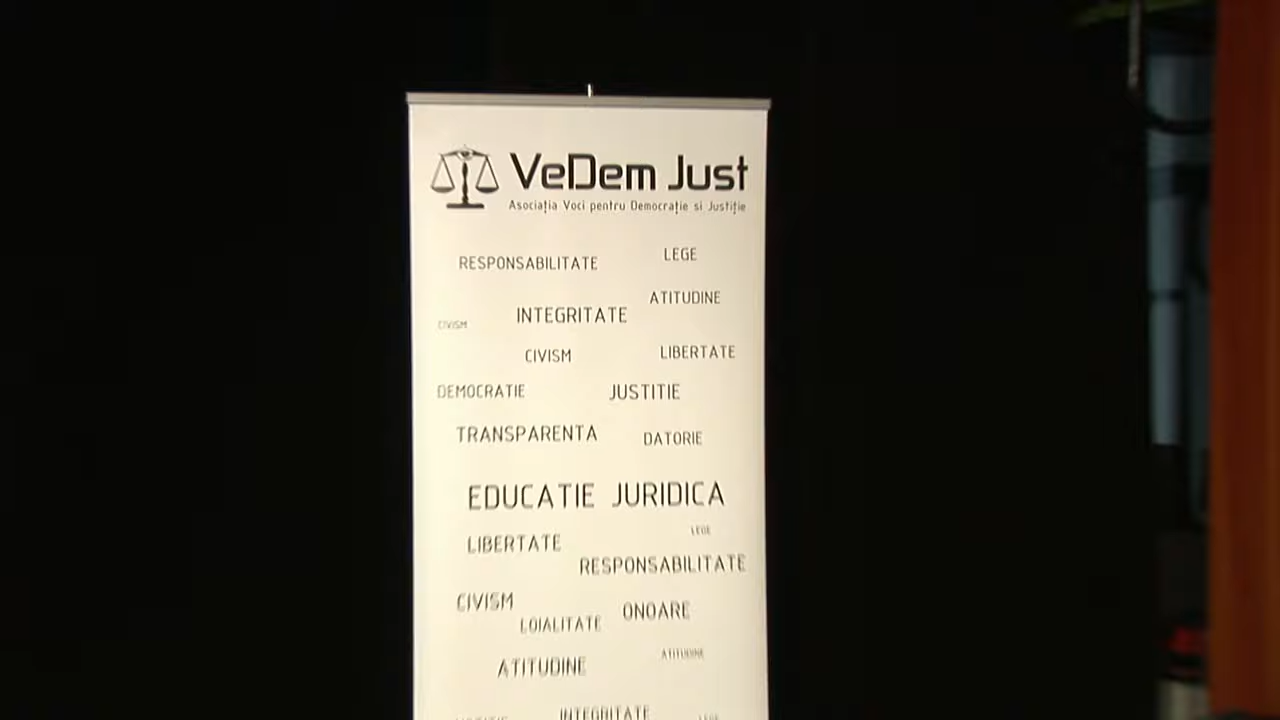 VeDem Just
Asociația Voci pentru Democrație si Justiție
RESPONSABILITATE LEGE
ATITUDINE
CIVISM INTEGRITATE
CIVISM LIBERTATE
DEMOCRATIE JUSTITIE
TRANSPARENTA DATORIE
EDUCATIE JURIDICA
LEGE
LIBERTATE
RESPONSABILITATE
CIVISM ONOARE
LOIALITATE
ATITUDINE ATITUDINE
INTEGRITATE